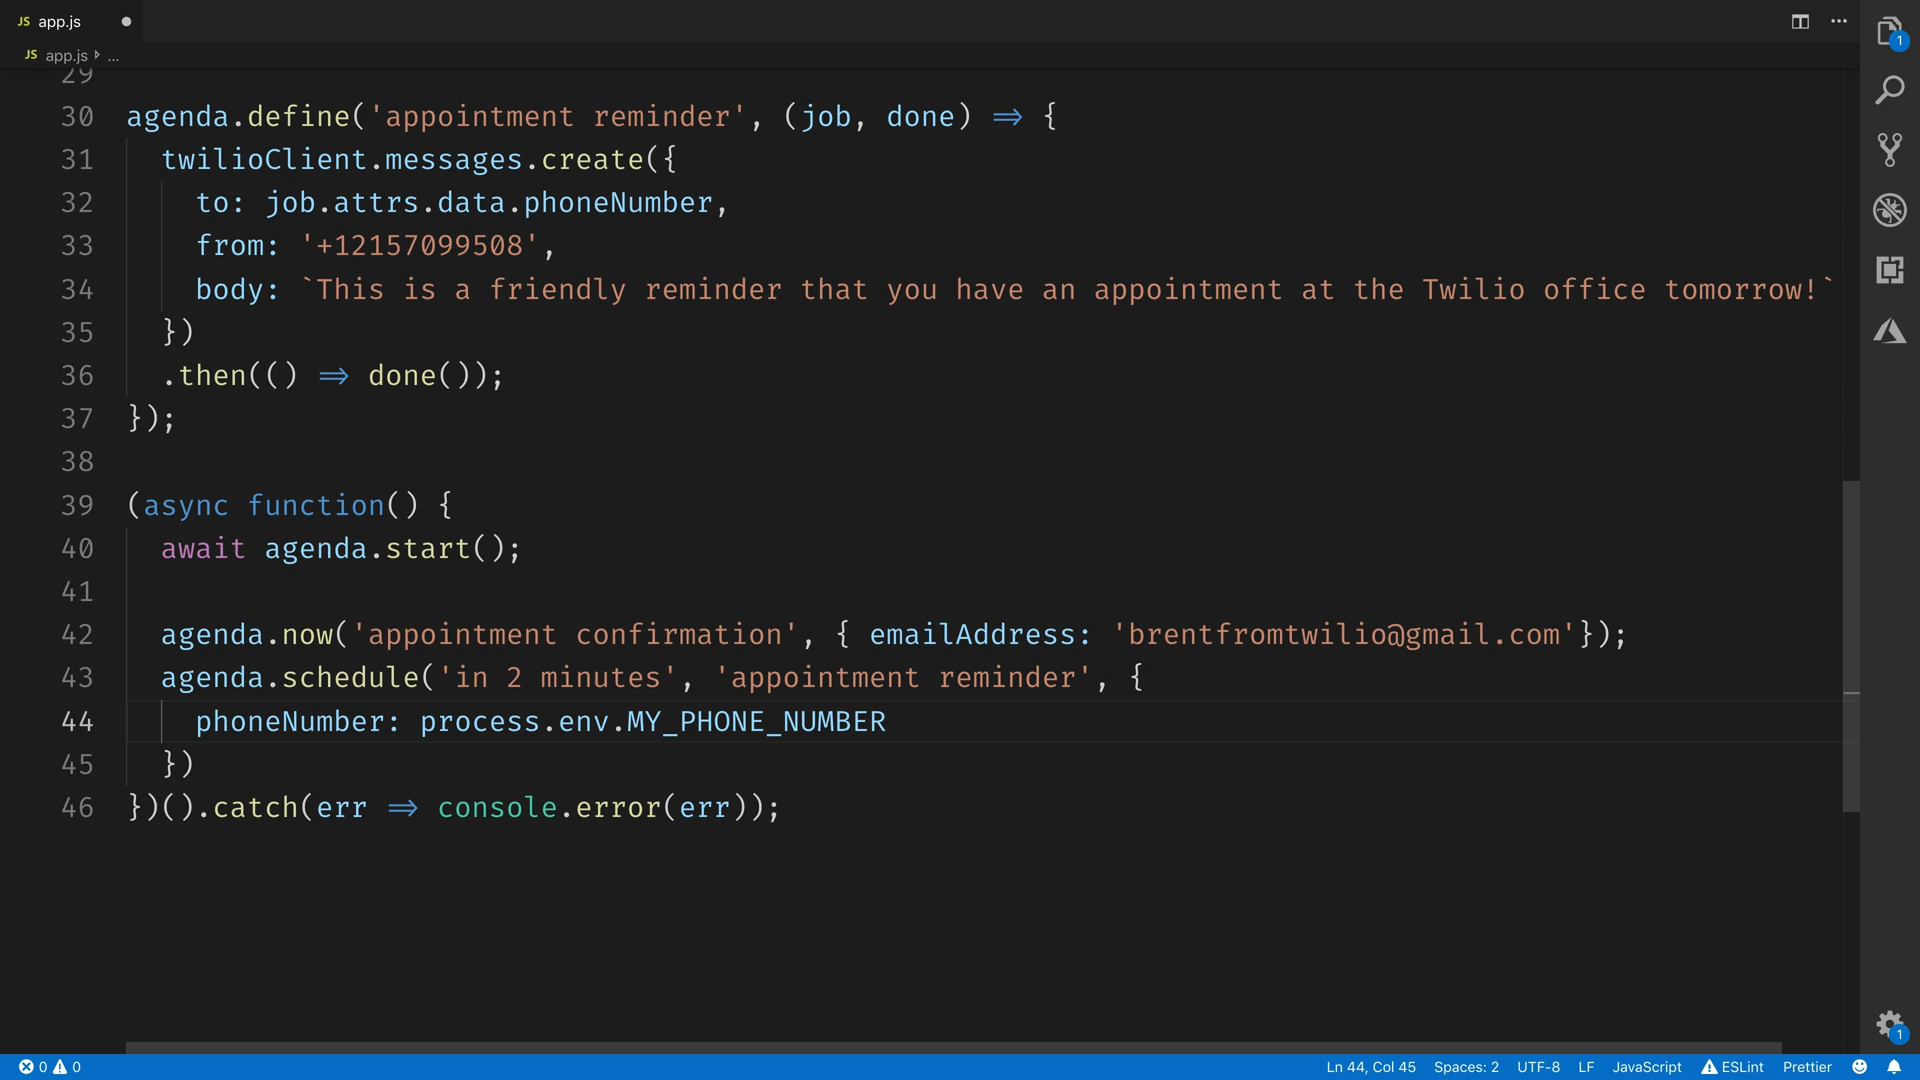 JS app.js
JS app.js ...
29
30 agenda.define('appointment reminder', (job, done) => {
31 twilioClient.messages.create({
32 to: job.attrs.data.phoneNumber,
33 from: '+12157099508',
34 body: `This is a friendly reminder that you have an appointment at the Twilio office tomorrow!`
35 })
36 .then(() => done());
37 });
38
39 (async function() {
40 await agenda.start();
41
42 agenda.now('appointment confirmation', { emailAddress: 'brentfromtwilio@gmail.com'});
43 agenda.schedule('in 2 minutes', 'appointment reminder', {
44 phoneNumber: process.env.MY_PHONE_NUMBER
45 })
46 })().catch(err => console.error(err));
1
1
0 0 Ln 44, Col 45 Spaces: 2 UTF-8 LF JavaScript ESLint Prettier